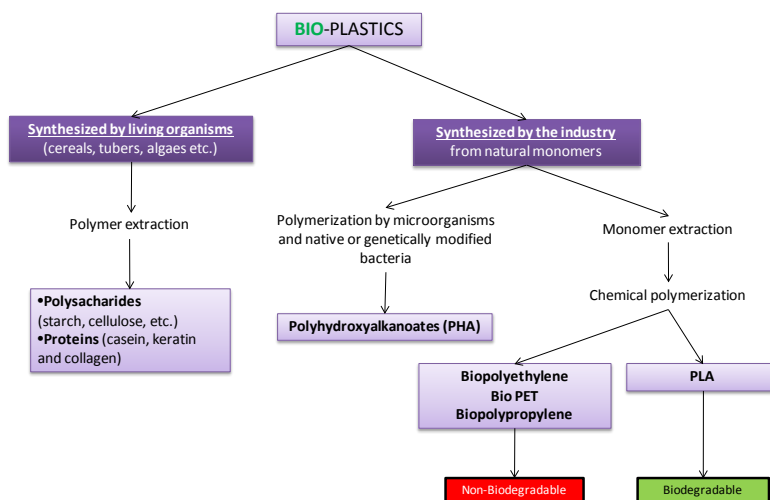 BIO-PLASTICS
Synthesized by living organisms
(cereals, tubers, algaes etc.)
Synthesized by the industry
from natural monomers
Polymer extraction
Polymerization by microorganisms
and native or genetically modified
bacteria
Monomer extraction
Chemical polymerization
•Polysacharides
(starch, cellulose, etc.)
•Proteins (casein, keratin
and collagen)
Polyhydroxyalkanoates (PHA)
Biopolyethylene
Bio PET
Biopolypropylene
PLA
Non-Biodegradable
Biodegradable